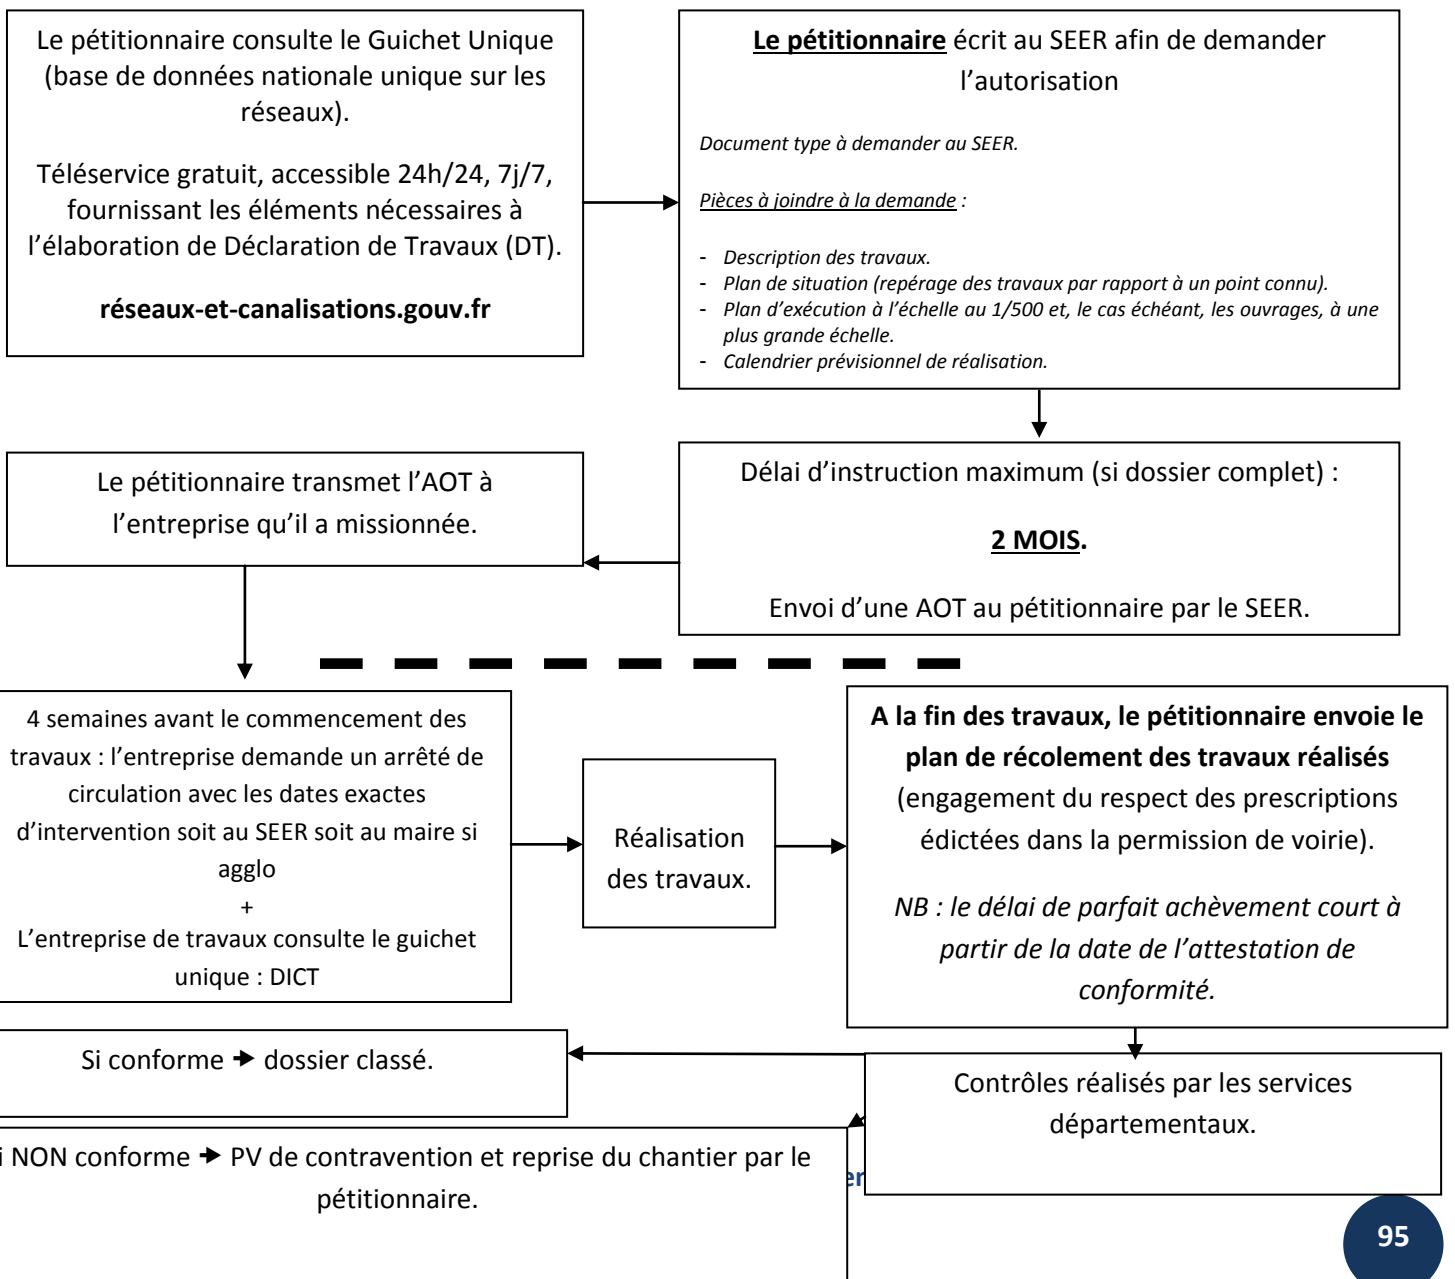 Le pétitionnaire consulte le Guichet Unique
(base de données nationale unique sur les
réseaux).
Téléservice gratuit, accessible 24h/24, 7j/7,
fournissant les éléments nécessaires à
l’élaboration de Déclaration de Travaux (DT).
réseaux-et-canalisations.gouv.fr
Le pétitionnaire écrit au SEER afin de demander
l’autorisation
Document type à demander au SEER.
Pièces à joindre à la demande :
- Description des travaux.
- Plan de situation (repérage des travaux par rapport à un point connu).
- Plan d’exécution à l’échelle au 1/500 et, le cas échéant, les ouvrages, à une
plus grande échelle.
- Calendrier prévisionnel de réalisation.
Délai d’instruction maximum (si dossier complet) :
2 MOIS.
Envoi d’une AOT au pétitionnaire par le SEER.
Le pétitionnaire transmet l’AOT à
l’entreprise qu’il a missionnée.
4 semaines avant le commencement des
travaux : l’entreprise demande un arrêté de
circulation avec les dates exactes
d’intervention soit au SEER soit au maire si
agglo
+
L’entreprise de travaux consulte le guichet
unique : DICT
Réalisation
des travaux.
A la fin des travaux, le pétitionnaire envoie le
plan de récolement des travaux réalisés
(engagement du respect des prescriptions
édictées dans la permission de voirie).
NB : le délai de parfait achèvement court à
partir de la date de l’attestation de
conformité.
Contrôles réalisés par les services
départementaux.
Si conforme → dossier classé.
i NON conforme → PV de contravention et reprise du chantier par le
pétitionnaire.
95